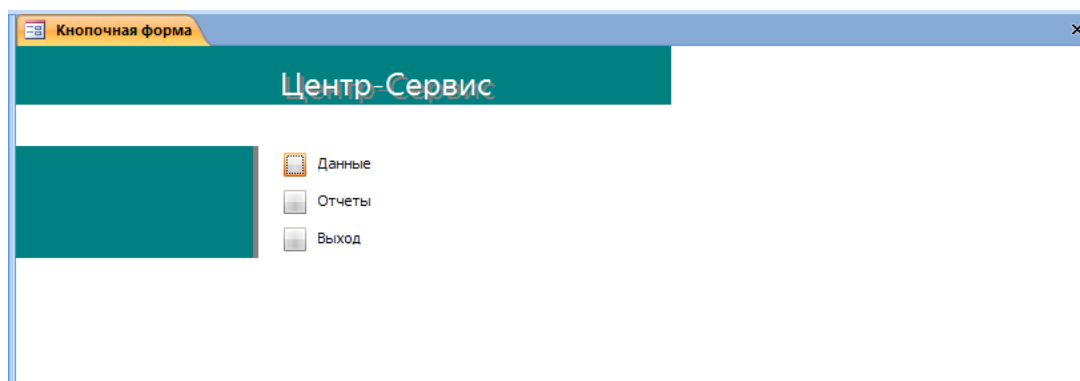 Кнопочная форма
Центр-Сервис
Данные
Отчеты
Выход